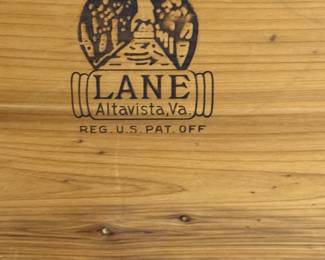 LANE
Altavista, Va.
REG. U.S. PAT. OFF